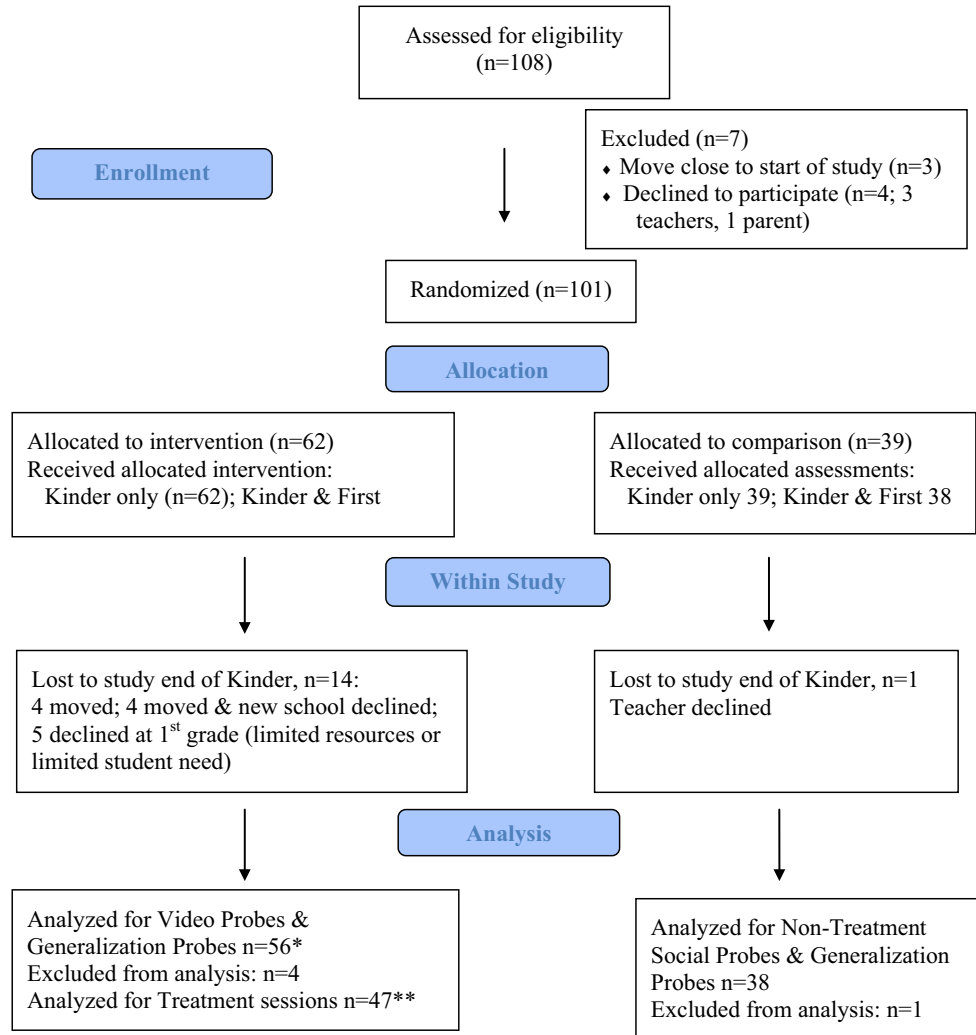 Assessed for eligibility
(n=108)
Enrollment
Excluded (n=7)
♦ Move close to start of study (n=3)
♦ Declined to participate (n=4; 3
teachers, 1 parent)
Randomized (n=101)
Allocation
Allocated to intervention (n=62)
Received allocated intervention:
Kinder only (n=62); Kinder & First
Allocated to comparison (n=39)
Received allocated assessments:
Kinder only 39; Kinder & First 38
Within Study
Lost to study end of Kinder, n=14:
4 moved; 4 moved & new school declined;
5 declined at 1st grade (limited resources or
limited student need)
Lost to study end of Kinder, n=1
Teacher declined
Analysis
Analyzed for Video Probes &
Generalization Probes n=56*
Excluded from analysis: n=4
Analyzed for Treatment sessions n=47**
Analyzed for Non-Treatment
Social Probes & Generalization
Probes n=38
Excluded from analysis: n=1